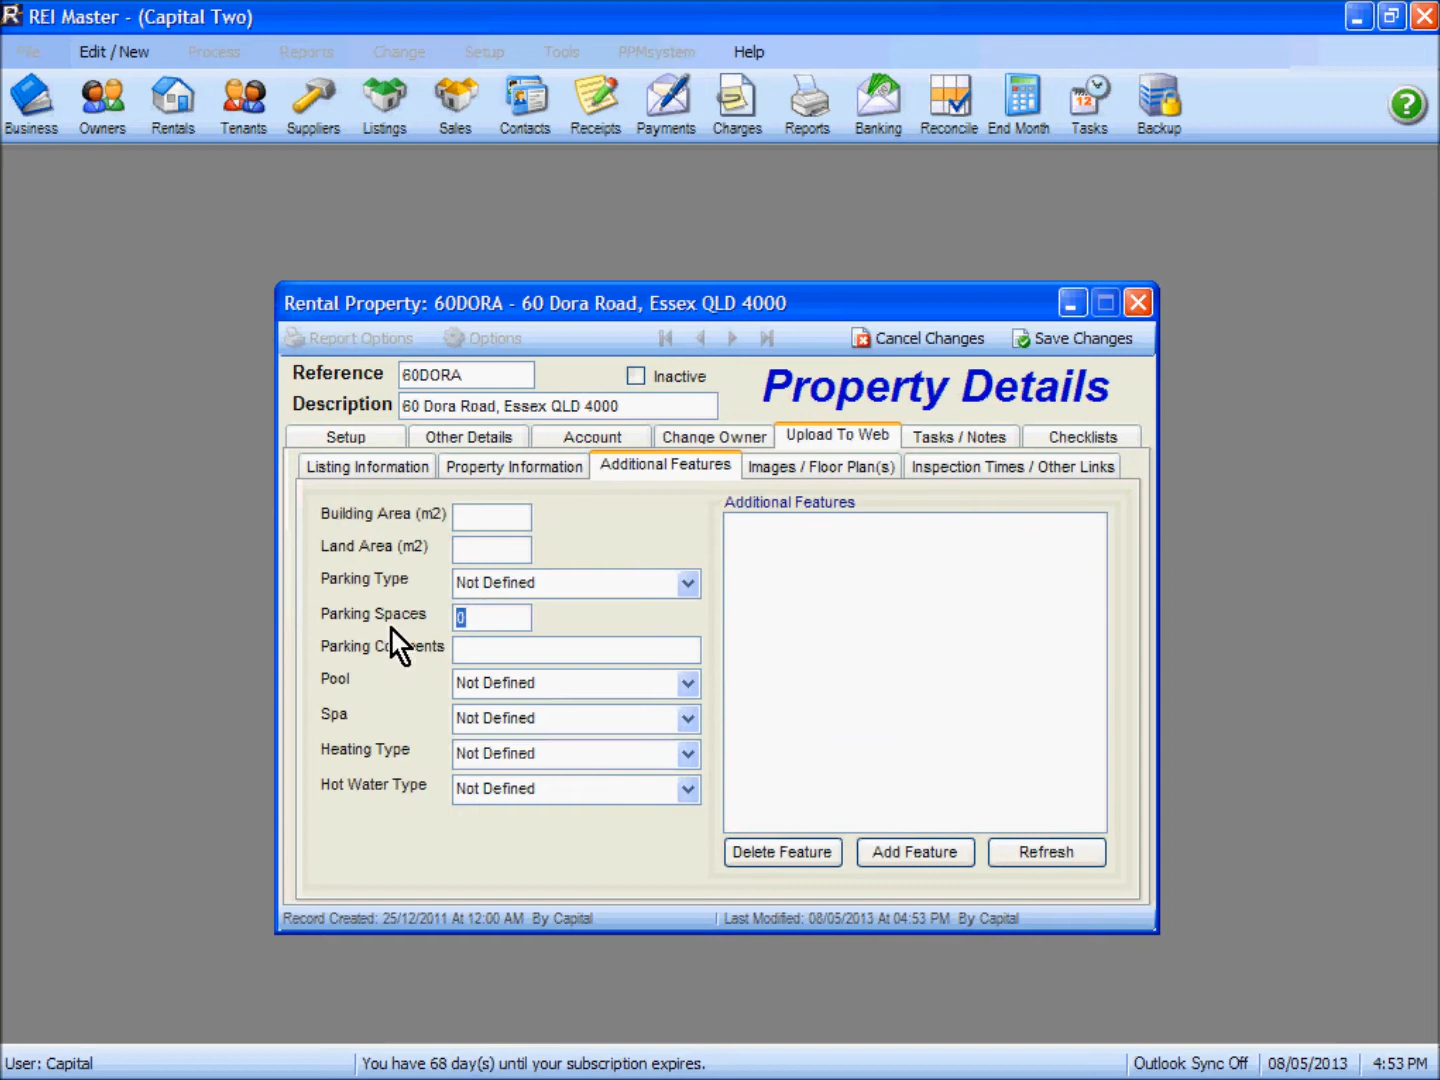 REI Master - (Capital Two)
File Edit / New Process Reports Change Setup Tools PPMsystem Help
Business Owners Rentals Tenants Suppliers Listings Sales Contacts Receipts Payments Charges Reports Banking Reconcile End Month Tasks Backup
Rental Property: 60DORA - 60 Dora Road, Essex QLD 4000
Report Options Options Cancel Changes Save Changes
Reference 60DORA Inactive
Property Details
Description 60 Dora Road, Essex QLD 4000
Setup Other Details Account Change Owner Upload To Web Tasks / Notes Checklists
Listing Information Property Information Additional Features Images / Floor Plan(s) Inspection Times / Other Links
Additional Features
Building Area (m2)
Land Area (m2)
Parking Type Not Defined
Parking Spaces 0
Parking
Pool Not Defined
Spa Not Defined
Heating Type Not Defined
Hot Water Type Not Defined
Delete Feature Add Feature Refresh
Record Created: 25/12/2011 At 12:00 AM By Capital Last Modified: 08/05/2013 At 04:53 PM By Capital
User: Capital You have 68 day(s) until your subscription expires. Outlook Sync Off 08/05/2013 4:53 PM